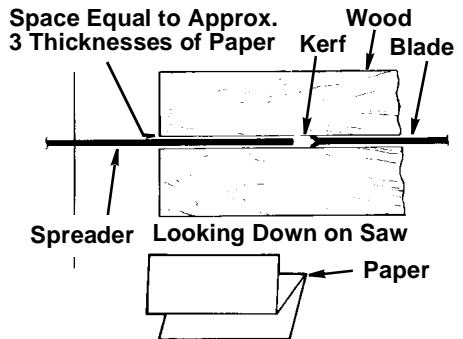 Space Equal to Approx.
3 Thicknesses of Paper
Wood
Kerf
Blade
Spreader
Looking Down on Saw
Paper